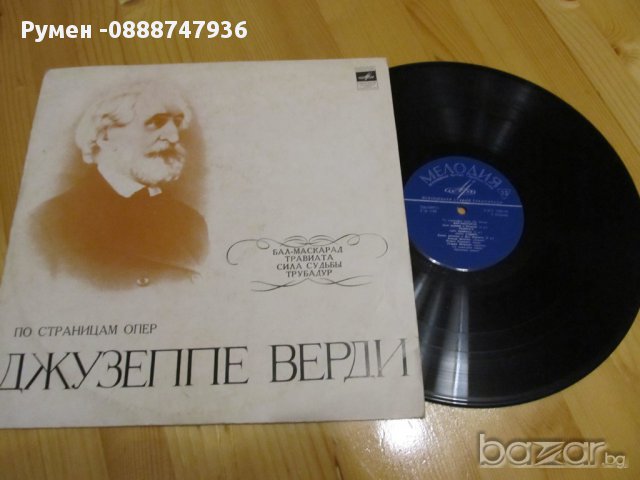 Румен -0888747936
БАЛ-МАСКАРАД
ТРАВИАТА
СИЛА СУДЬБЫ
ТРУБАДУР
ПО СТРАНИЦАМ ОПЕР
ДЖУЗЕППЕ ВЕРДИ
МЕЛОДИЯ
bazar.bg